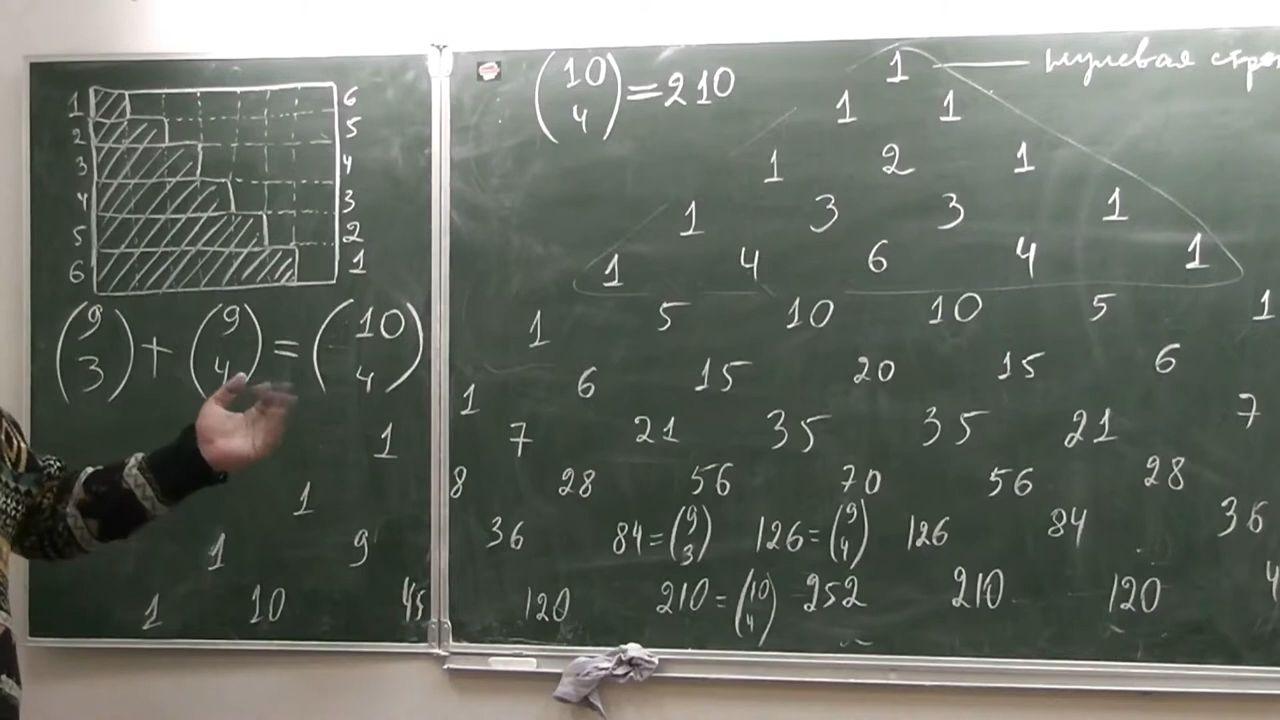 1 6
2 5
3 4
4 3
5 2
6 1
(9 3) + (9 4) = (10 4)
(10 4) = 210
1 — нулевая
1 1
1 2 1
1 3 3 1
1 4 6 4 1
1 5 10 10 5 1
1 6 15 20 15 6
1 7 21 35 35 21 7
1 8 28 56 70 56 28
1 9 36 84=(9 3) 126=(9 4) 126 84 36
1 10 45 120 210=(10 4) 252 210 120